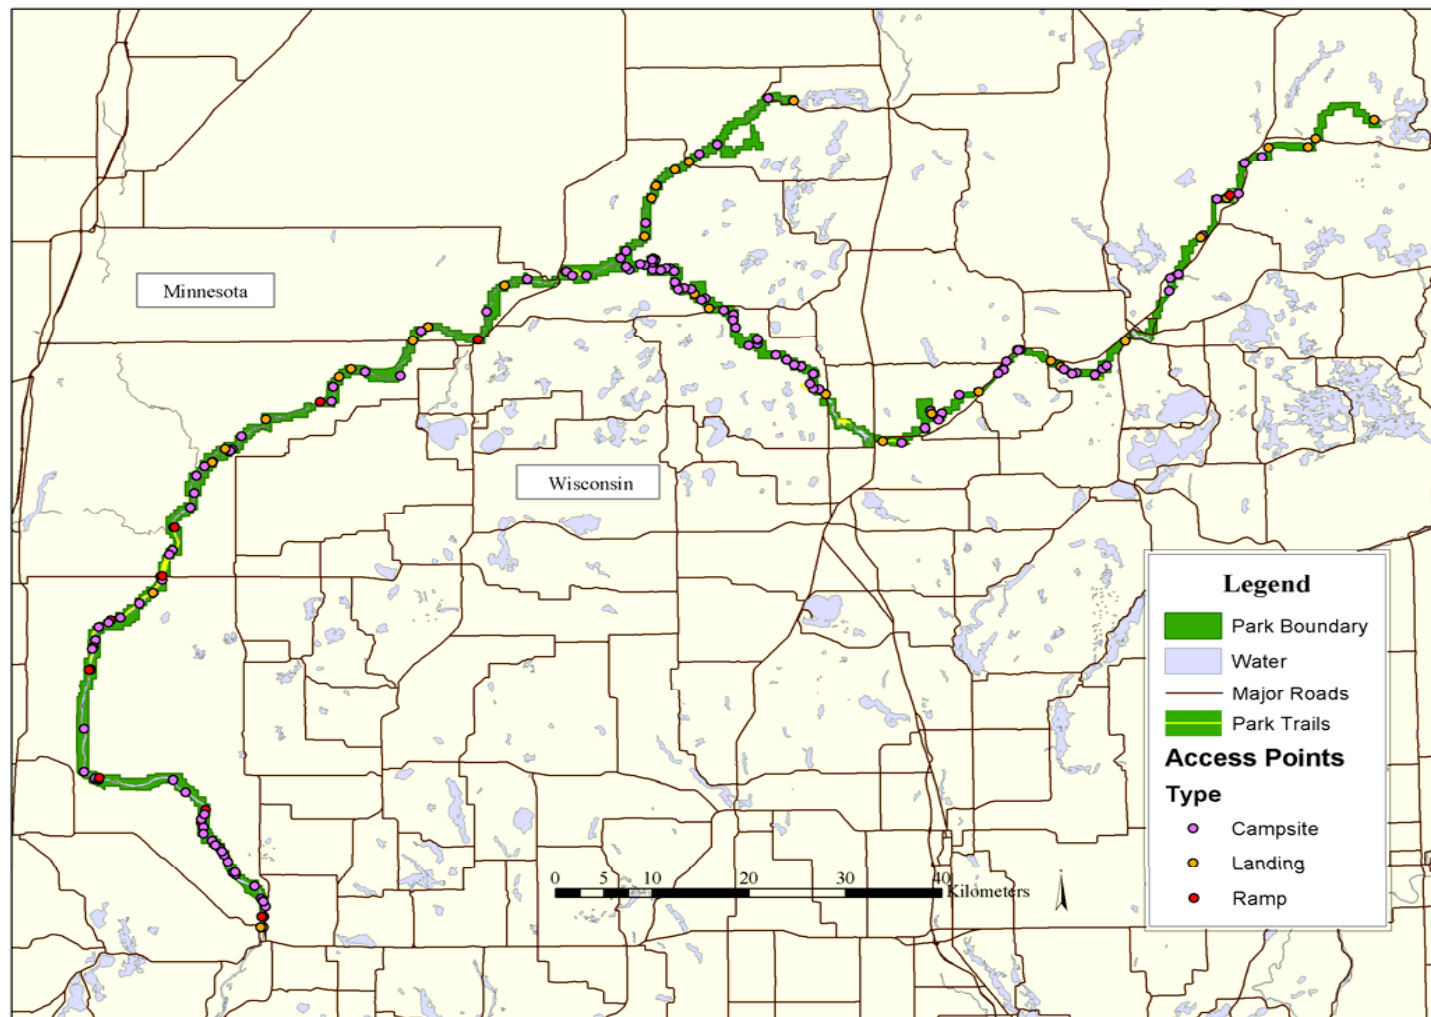 Minnesota
Wisconsin
Legend
Park Boundary
Water
Major Roads
Park Trails
Access Points
Type
Campsite
Landing
Ramp
0 5 10 20 30 40
Kilometers